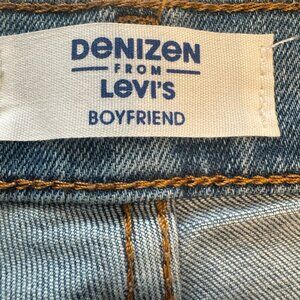 DENIZEN
FROM
LEVI'S
BOYFRIEND